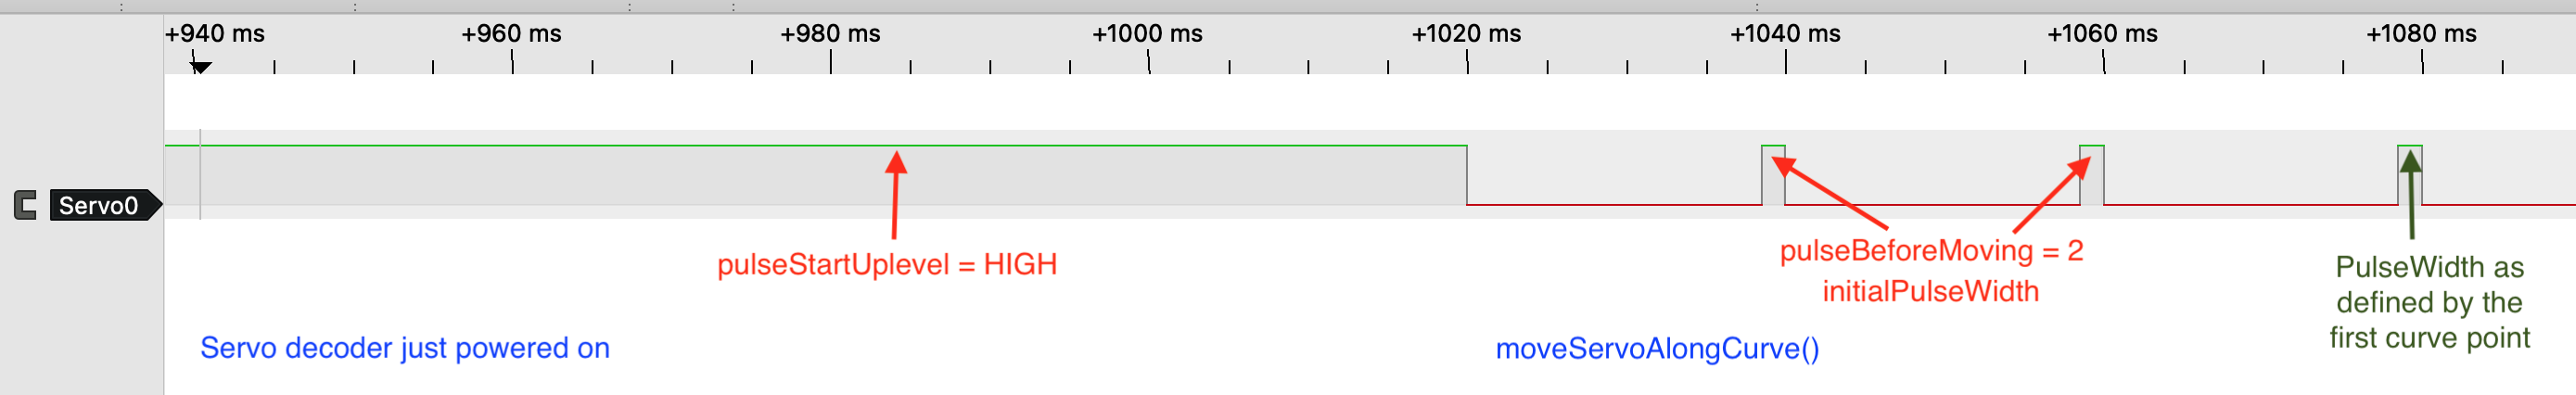 +940 ms +960 ms +980 ms +1000 ms +1020 ms +1040 ms +1060 ms +1080 ms
Servo0
pulseStartUplevel = HIGH
pulseBeforeMoving = 2
initialPulseWidth
PulseWidth as
defined by the
first curve point
Servo decoder just powered on
moveServoAlongCurve()